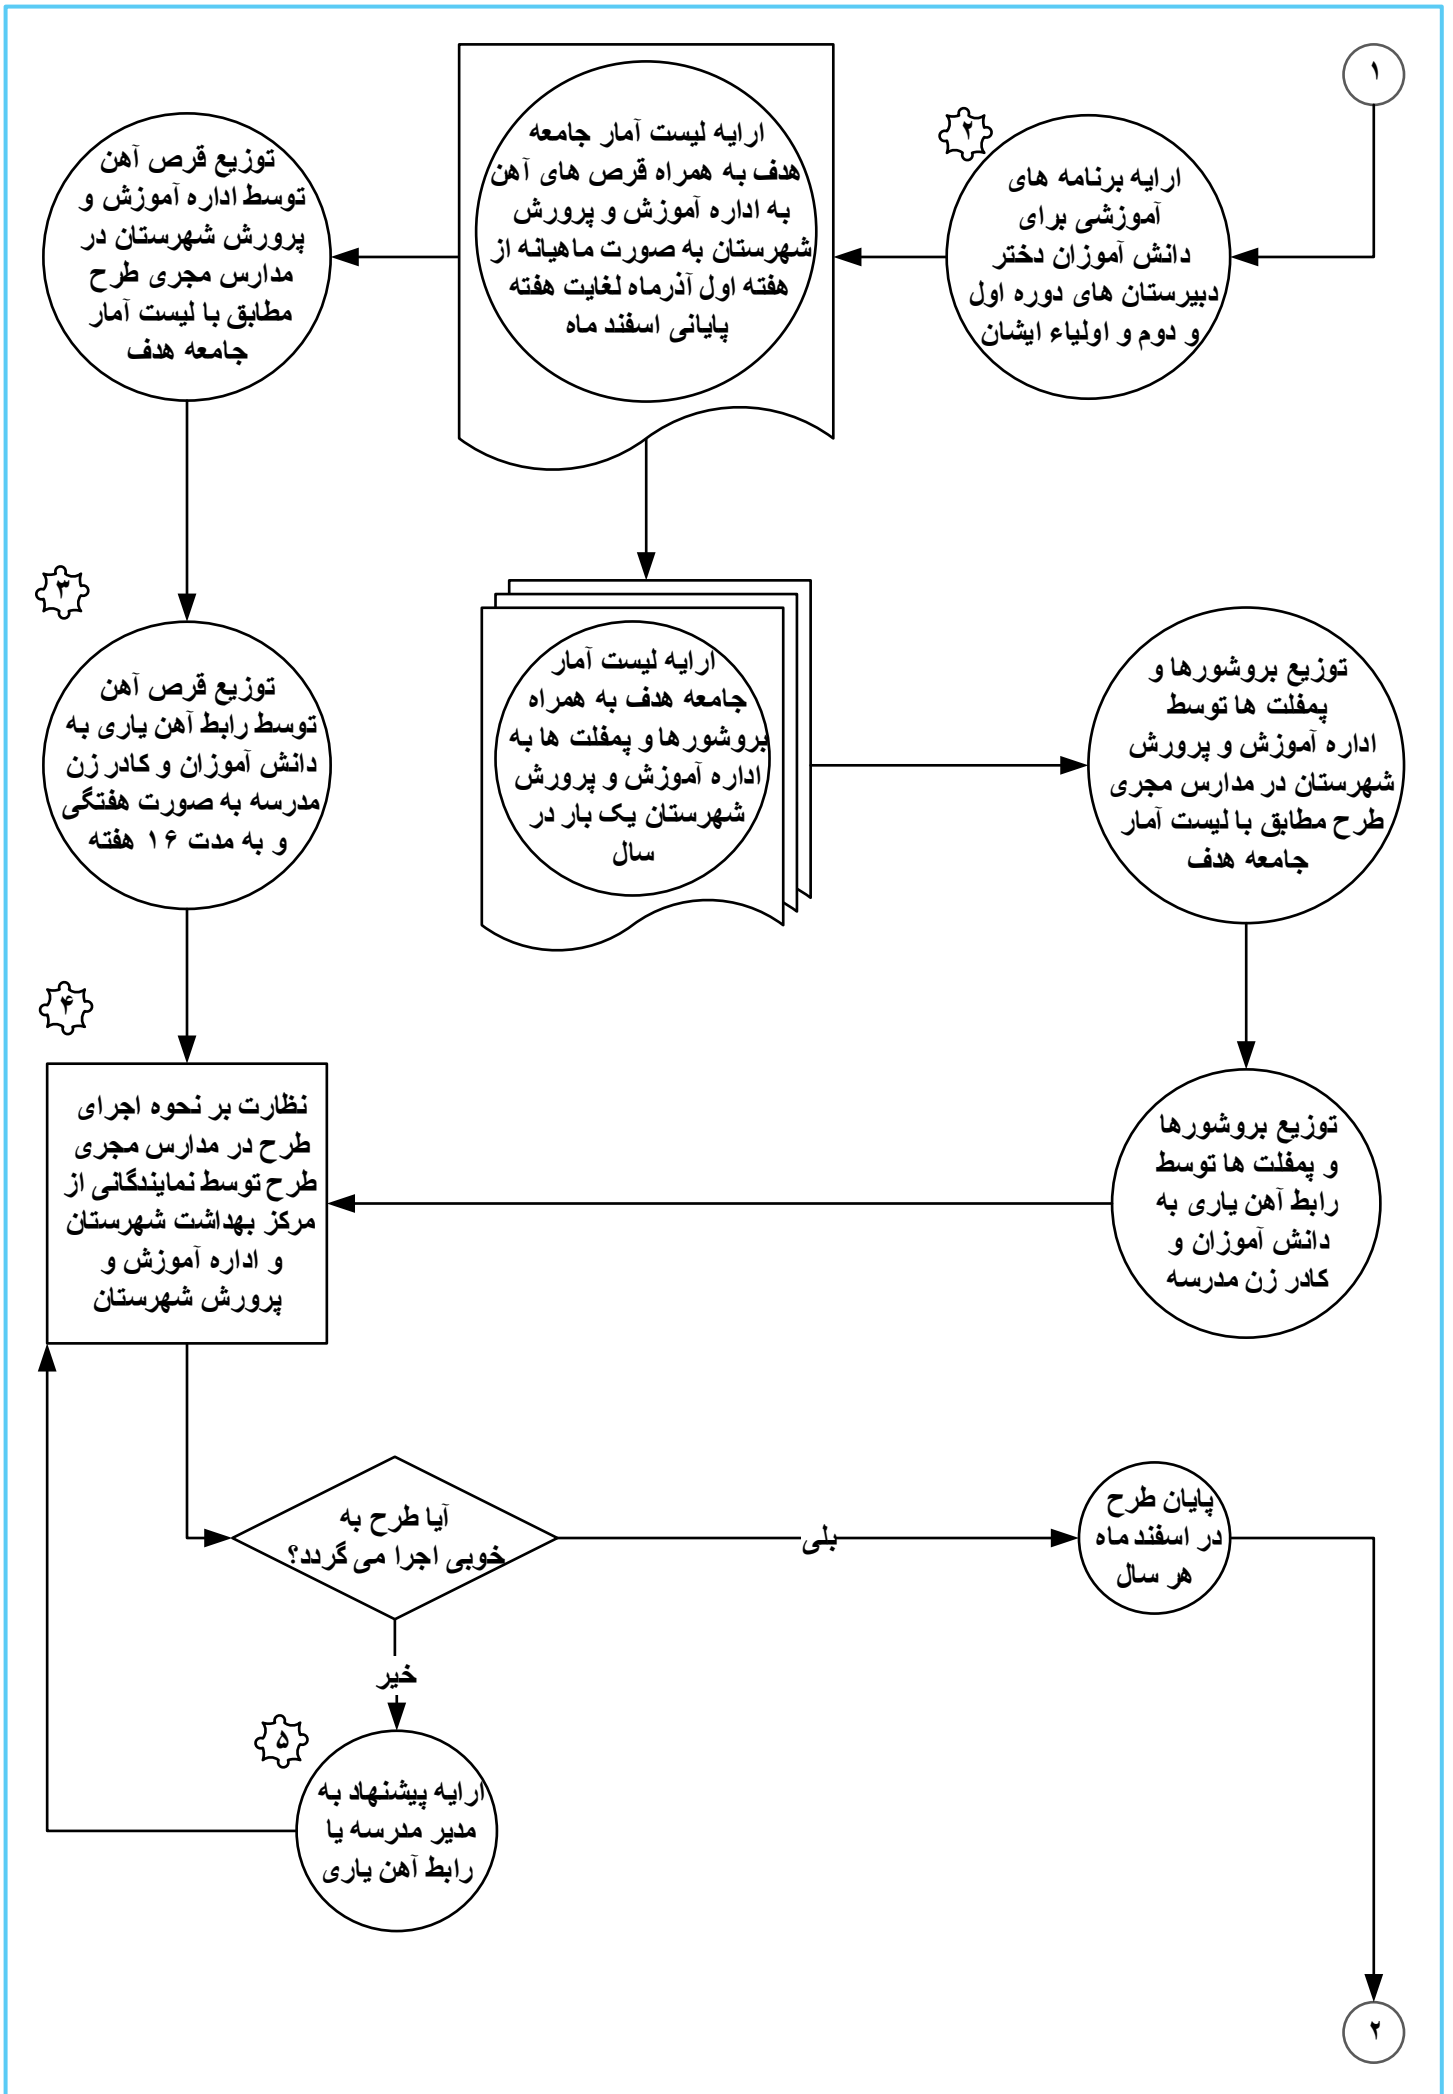 ۱
۲
ارایه برنامه های
آموزشی برای
دانش آموزان دختر
دبیرستان های دوره اول
و دوم و اولیاء ایشان
ارایه لیست آمار جامعه
هدف به همراه قرص های آهن
به اداره آموزش و پرورش
شهرستان به صورت ماهیانه از
هفته اول آذرماه لغایت هفته
پایانی اسفند ماه
توزیع قرص آهن
توسط اداره آموزش و
پرورش شهرستان در
مدارس مجری طرح
مطابق با لیست آمار
جامعه هدف
۳
توزیع قرص آهن
توسط رابط آهن یاری به
دانش آموزان و کادر زن
مدرسه به صورت هفتگی
و به مدت ۱۶ هفته
ارایه لیست آمار
جامعه هدف به همراه
بروشورها و پمفلت ها به
اداره آموزش و پرورش
شهرستان یک بار در
سال
توزیع بروشورها و
پمفلت ها توسط
اداره آموزش و پرورش
شهرستان در مدارس مجری
طرح مطابق با لیست آمار
جامعه هدف
توزیع بروشورها
و پمفلت ها توسط
رابط آهن یاری به
دانش آموزان و
کادر زن مدرسه
۴
نظارت بر نحوه اجرای
طرح در مدارس مجری
طرح توسط نمایندگانی از
مرکز بهداشت شهرستان
و اداره آموزش و
پرورش شهرستان
آیا طرح به
خوبی اجرا می گردد؟
بلی
پایان طرح
در اسفند ماه
هر سال
خیر
۵
ارایه پیشنهاد به
مدیر مدرسه یا
رابط آهن یاری
۲